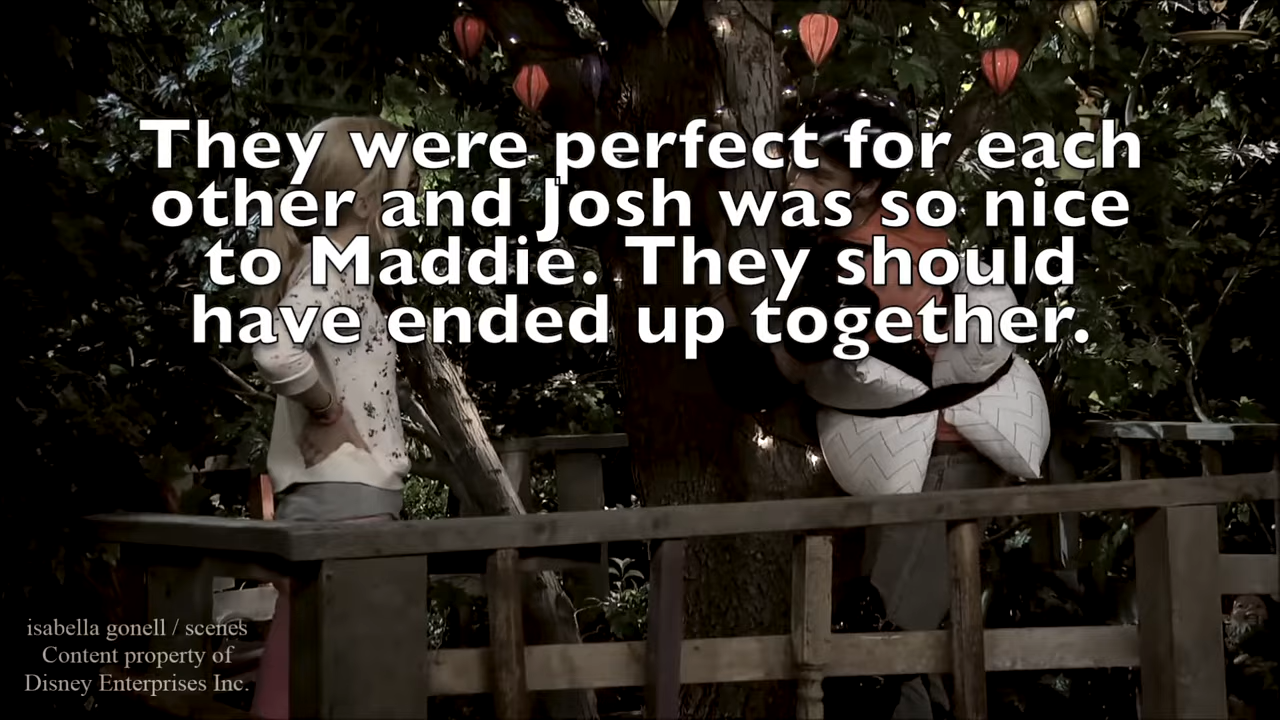 They were perfect for each
other and Josh was so nice
to Maddie. They should
have ended up together.
isabella gonell / scenes
Content property of
Disney Enterprises Inc.